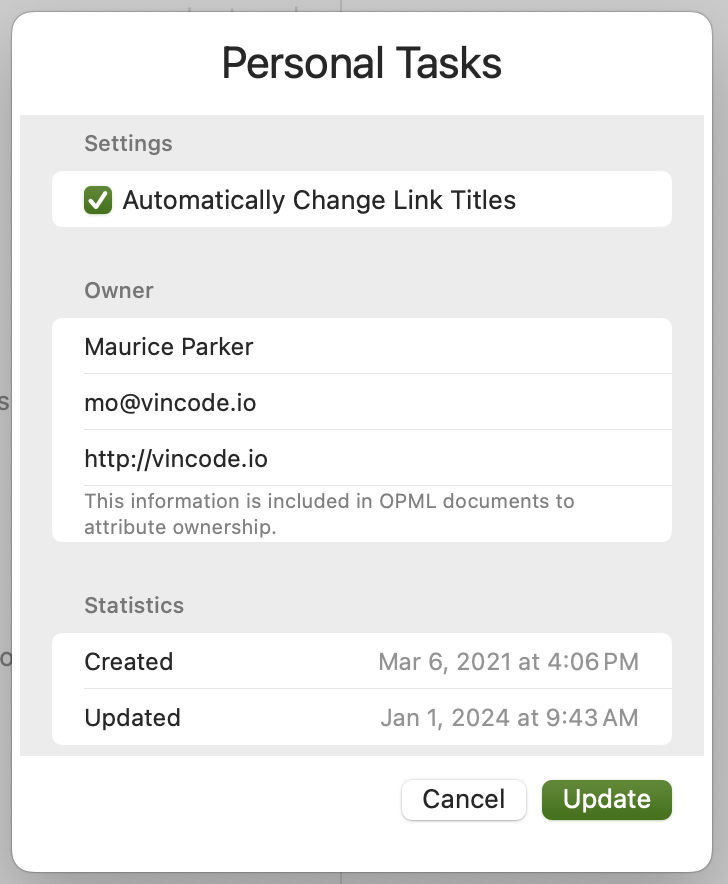 Personal Tasks
Settings
Automatically Change Link Titles
Owner
Maurice Parker
mo@vincode.io
http://vincode.io
This information is included in OPML documents to
attribute ownership.
Statistics
Created Mar 6, 2021 at 4:06 PM
Updated Jan 1, 2024 at 9:43 AM
Cancel Update